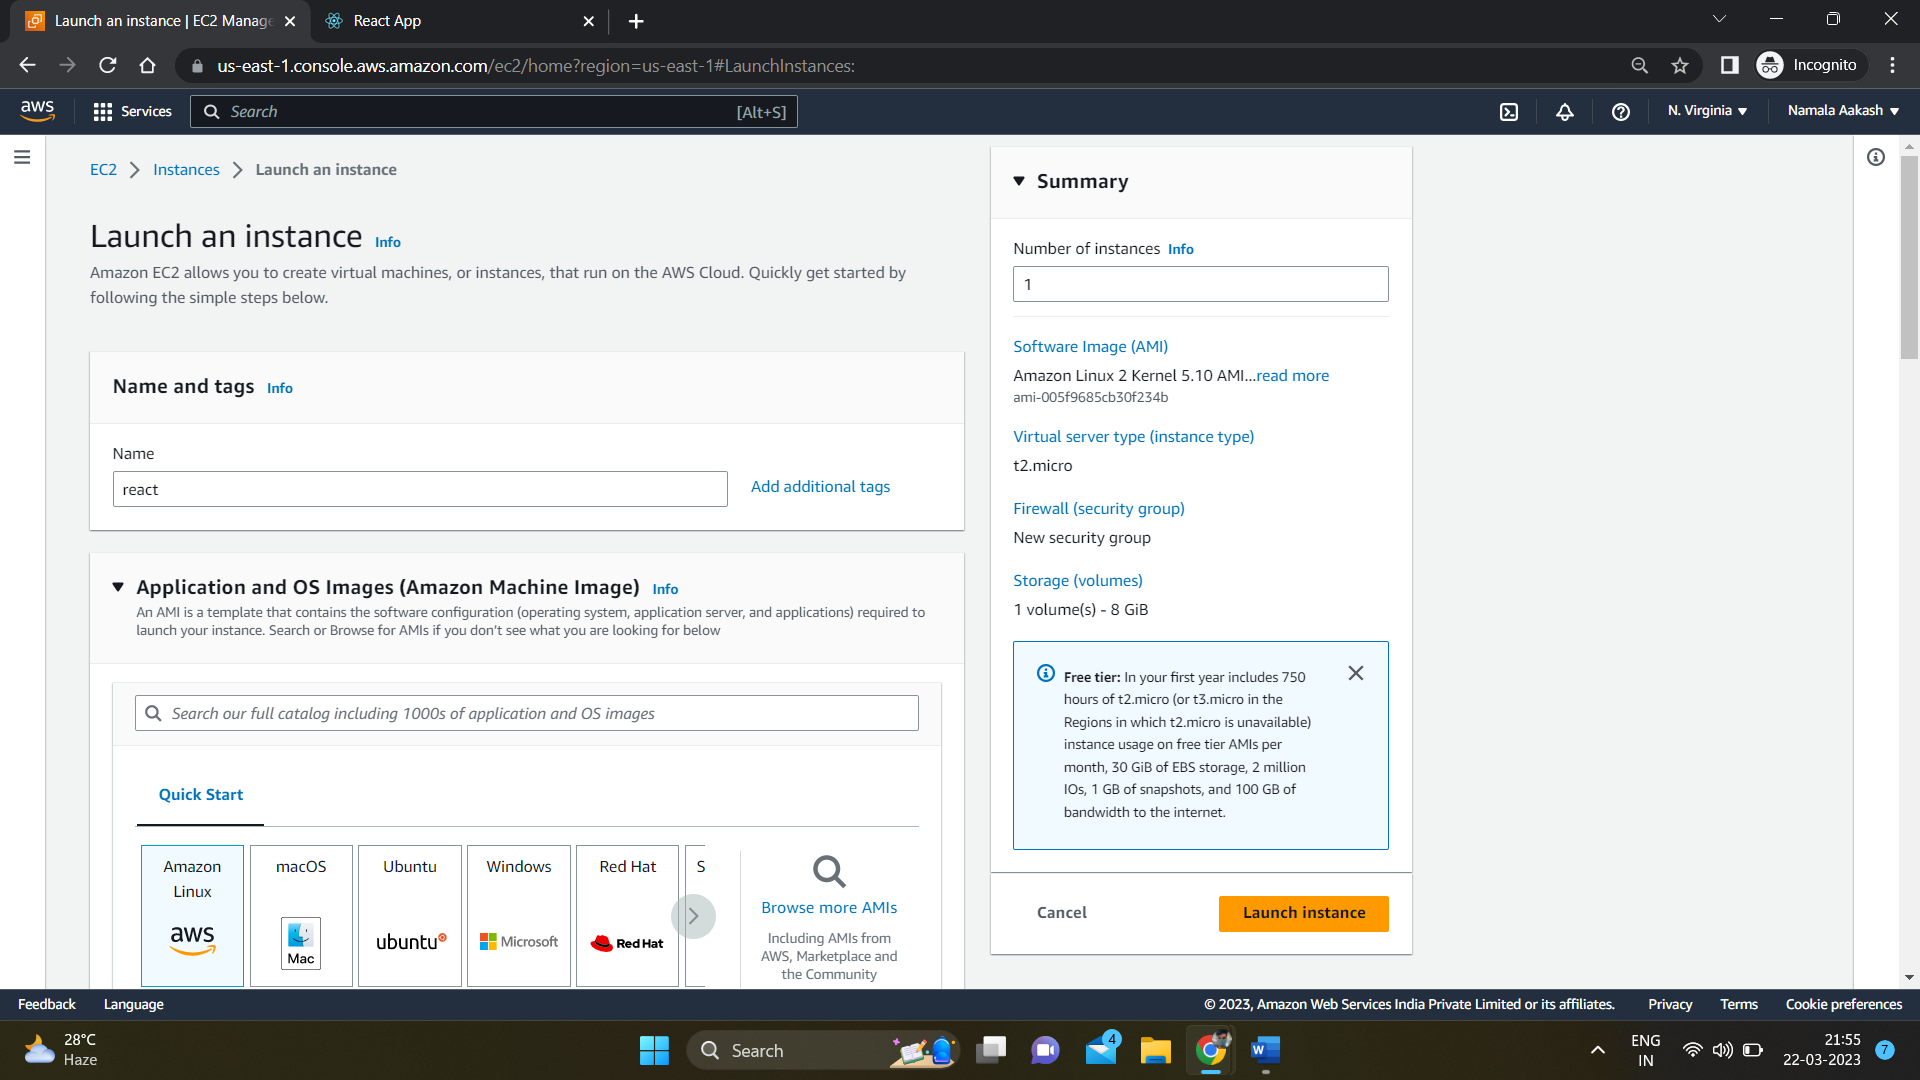 Launch an instance | EC2 Manage
React App
us-east-1.console.aws.amazon.com/ec2/home?region=us-east-1#LaunchInstances:
Incognito
aws
Services
Search
[Alt+S]
N. Virginia
Namala Aakash
EC2
Instances
Launch an instance
Launch an instance Info
Amazon EC2 allows you to create virtual machines, or instances, that run on the AWS Cloud. Quickly get started by
following the simple steps below.
Name and tags Info
Name
react
Add additional tags
Application and OS Images (Amazon Machine Image) Info
An AMI is a template that contains the software configuration (operating system, application server, and applications) required to
launch your instance. Search or Browse for AMIs if you don't see what you are looking for below
Search our full catalog including 1000s of application and OS images
Quick Start
Amazon
Linux
aws
macOS
Mac
Ubuntu
ubuntu
Windows
Microsoft
Red Hat
Red Hat
S
Browse more AMIs
Including AMIs from
AWS, Marketplace and
the Community
Summary
Number of instances Info
1
Software Image (AMI)
Amazon Linux 2 Kernel 5.10 AMI...read more
ami-005f9685cb30f234b
Virtual server type (instance type)
t2.micro
Firewall (security group)
New security group
Storage (volumes)
1 volume(s) - 8 GiB
Free tier: In your first year includes 750
hours of t2.micro (or t3.micro in the
Regions in which t2.micro is unavailable)
instance usage on free tier AMIs per
month, 30 GiB of EBS storage, 2 million
IOs, 1 GB of snapshots, and 100 GB of
bandwidth to the internet.
Cancel
Launch instance
Feedback
Language
© 2023, Amazon Web Services India Private Limited or its affiliates.
Privacy
Terms
Cookie preferences
28°C
Haze
Search
4
W
ENG
IN
21:55
22-03-2023
7